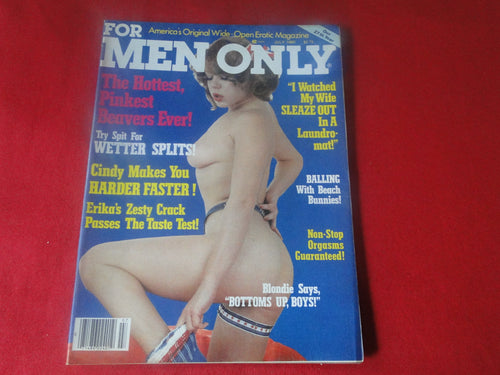 FOR
America's Original Wide-Open Erotic Magazine
MEN ONLY
JULY 1980
The Hottest,
Pinkest
Beavers Ever!
Try Spit For
WETTER SPLITS!
Cindy Makes You
HARDER FASTER!
Erika's Zesty Crack
Passes The Taste Test!
"I Watched
My Wife
SLEAZE OUT
In A
Laundro-
mat!"
BALLING
With Beach
Bunnies!
Non-Stop
Orgasms
Guaranteed!
Blondie Says,
"BOTTOMS UP, BOYS!"